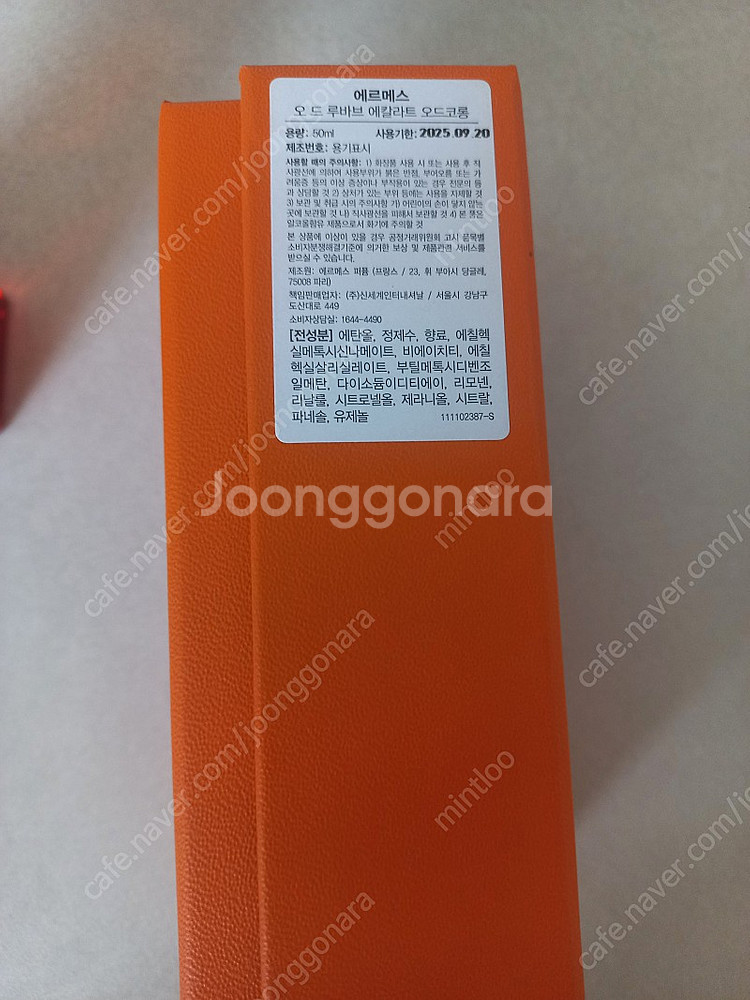 에르메스
오 드 루바브 에칼라트 오드코롱
용량: 50ml 사용기한: 2025.09.20
제조번호: 용기표시
사용할 때의 주의사항: 1) 화장품 사용 시 또는 사용 후 직
사광선에 의하여 사용부위가 붉은 반점, 부어오름 또는 가
려움증 등의 이상 증상이나 부작용이 있는 경우 전문의 등
과 상담할 것 2) 상처가 있는 부위 등에는 사용을 자제할 것
3) 보관 및 취급 시의 주의사항 가) 어린이의 손이 닿지 않는
곳에 보관할 것 나) 직사광선을 피해서 보관할 것 4) 본 품은
알코올함유 제품으로서 화기에 주의할 것
본 상품에 이상이 있을 경우 공정거래위원회 고시 품목별
소비자분쟁해결기준에 의거한 보상 및 제품관련 서비스를
받으실 수 있습니다.
제조원: 에르메스 퍼퓸 (프랑스 / 23, 휘 부아시 당글레,
75008 파리)
책임판매업자: (주)신세계인터내셔날 / 서울시 강남구
도산대로 449
소비자상담실: 1644-4490
[전성분] 에탄올, 정제수, 향료, 에칠헥
실메톡시신나메이트, 비에이치티, 에칠
헥실살리실레이트, 부틸메톡시디벤조
일메탄, 다이소듐이디티에이, 리모넨,
리날룰, 시트로넬올, 제라니올, 시트랄,
파네솔, 유제놀
111102387-S
Joonggonara
mintloo
cafe.naver.com/joonggonara